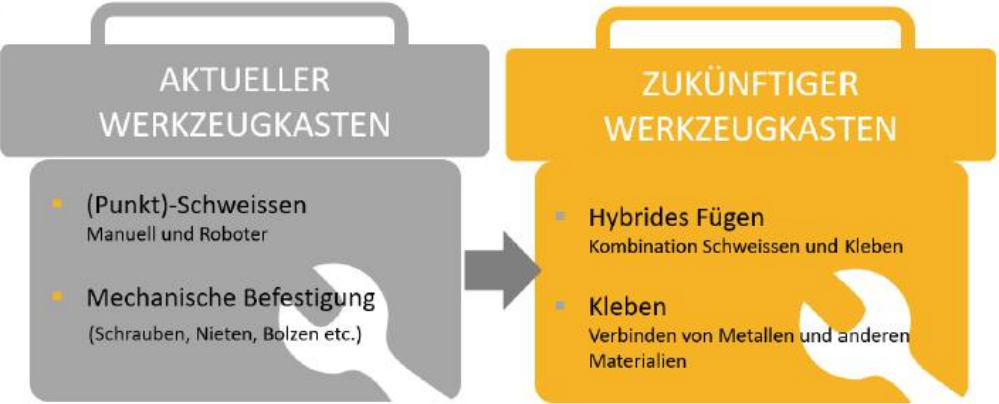 AKTUELLER
WERKZEUGKASTEN
(Punkt)-Schweissen
Manuell und Roboter
Mechanische Befestigung
(Schrauben, Nieten, Bolzen etc.)
ZUKÜNFTIGER
WERKZEUGKASTEN
Hybrides Fügen
Kombination Schweissen und Kleben
Kleben
Verbinden von Metallen und anderen
Materialien